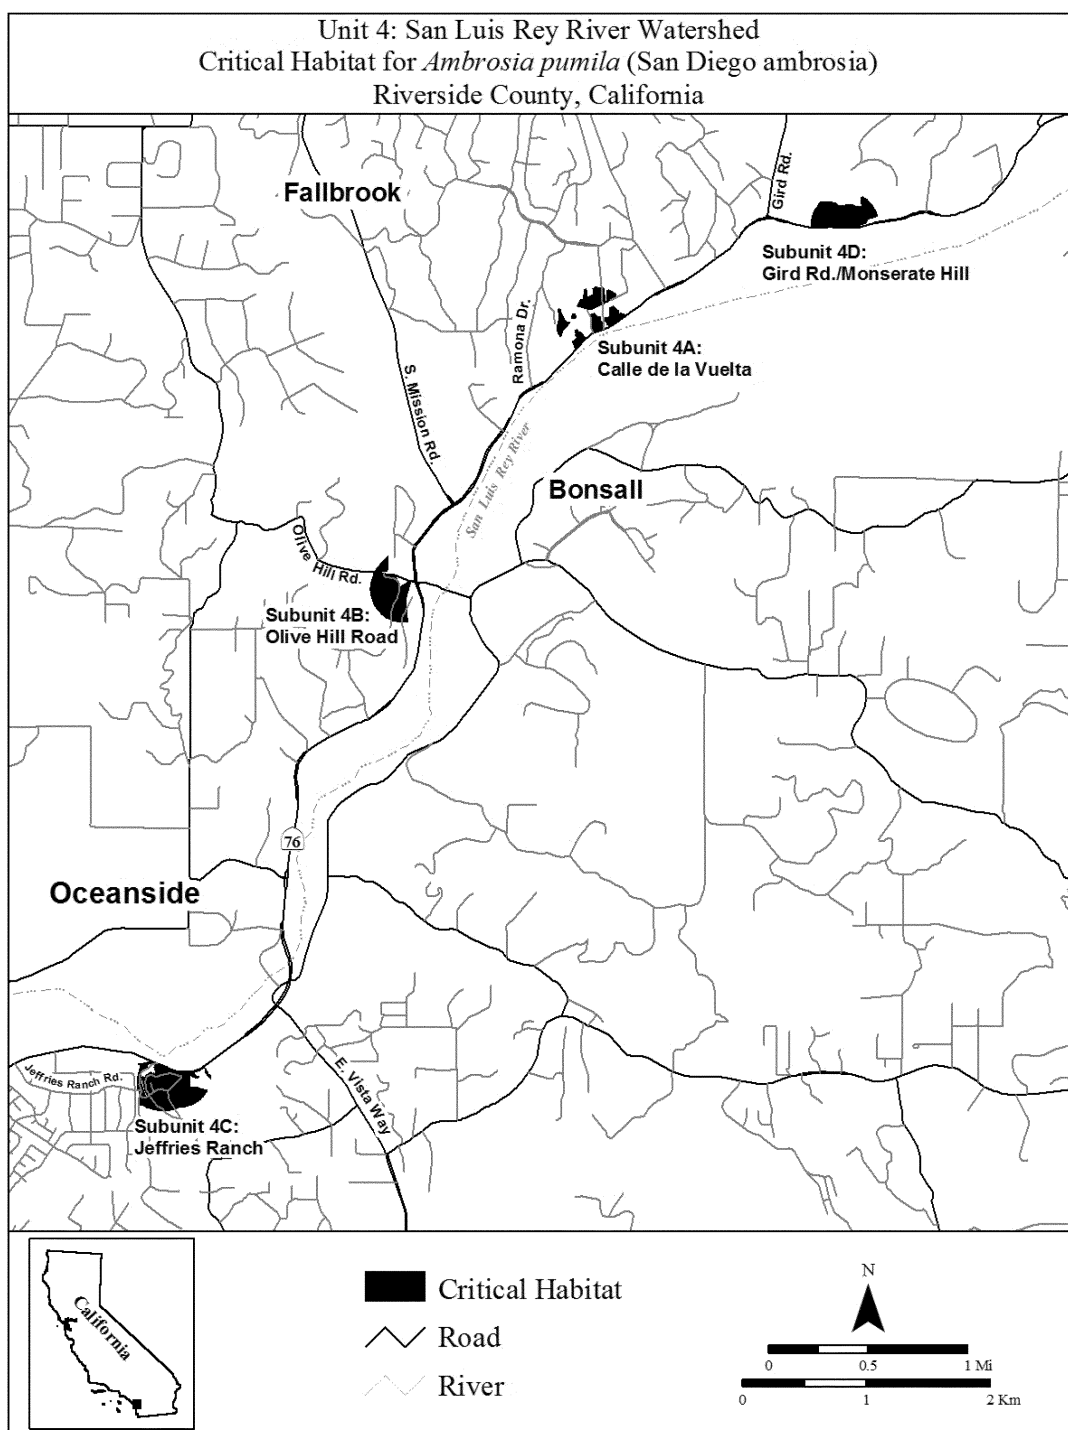 Unit 4: San Luis Rey River Watershed
Critical Habitat for Ambrosia pumila (San Diego ambrosia)
Riverside County, California
Fallbrook
Gird Rd.
Subunit 4D:
Gird Rd./Monserate Hill
Ramona Dr.
Subunit 4A:
Calle de la Vuelta
S. Mission Rd.
San Luis Rey River
Bonsall
Olive Hill Rd.
Subunit 4B:
Olive Hill Road
76
Oceanside
Jeffries Ranch Rd.
E. Vista Way
Subunit 4C:
Jeffries Ranch
California
Critical Habitat
Road
River
N
0 0.5 1 Mi
0 1 2 Km